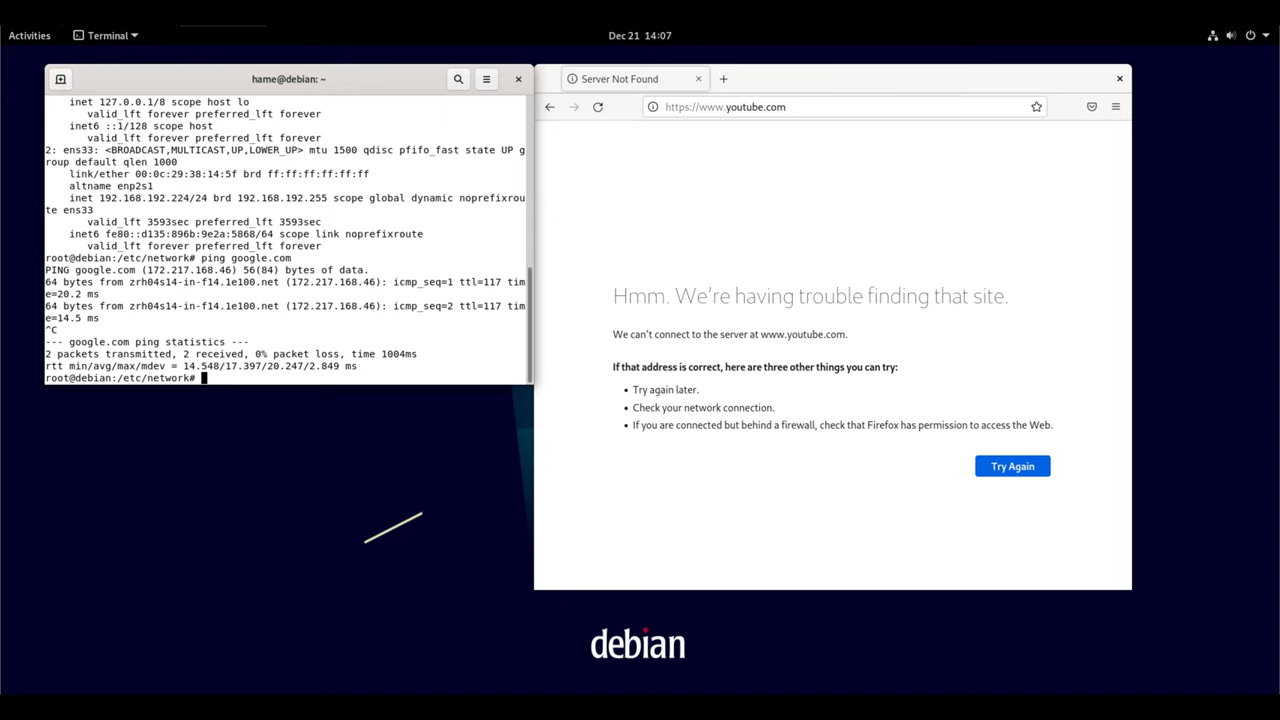 Activities
Terminal
Dec 21 14:07
hame@debian: ~
inet 127.0.0.1/8 scope host lo
valid_lft forever preferred_lft forever
inet6 ::1/128 scope host
valid_lft forever preferred_lft forever
2: ens33: <BROADCAST,MULTICAST,UP,LOWER_UP> mtu 1500 qdisc pfifo_fast state UP g
roup default qlen 1000
link/ether 00:0c:29:38:14:5f brd ff:ff:ff:ff:ff:ff
altname enp2s1
inet 192.168.192.224/24 brd 192.168.192.255 scope global dynamic noprefixrou
te ens33
valid_lft 3593sec preferred_lft 3593sec
inet6 fe80::d135:896b:9e2a:5868/64 scope link noprefixroute
valid_lft forever preferred_lft forever
root@debian:/etc/network# ping google.com
PING google.com (172.217.168.46) 56(84) bytes of data.
64 bytes from zrh04s14-in-f14.1e100.net (172.217.168.46): icmp_seq=1 ttl=117 tim
e=20.2 ms
64 bytes from zrh04s14-in-f14.1e100.net (172.217.168.46): icmp_seq=2 ttl=117 tim
e=14.5 ms
^C
--- google.com ping statistics ---
2 packets transmitted, 2 received, 0% packet loss, time 1004ms
rtt min/avg/max/mdev = 14.548/17.397/20.247/2.849 ms
root@debian:/etc/network#
Server Not Found
https://www.youtube.com
Hmm. We're having trouble finding that site.
We can't connect to the server at www.youtube.com.
If that address is correct, here are three other things you can try:
• Try again later.
• Check your network connection.
• If you are connected but behind a firewall, check that Firefox has permission to access the Web.
Try Again
debian